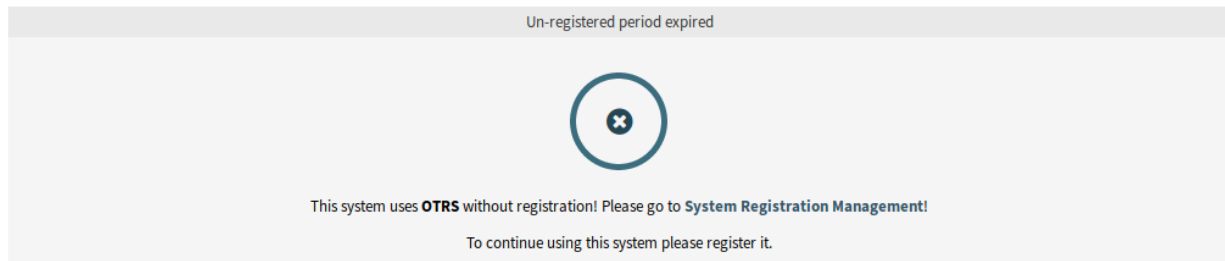 Un-registered period expired
This system uses OTRS without registration! Please go to System Registration Management!
To continue using this system please register it.